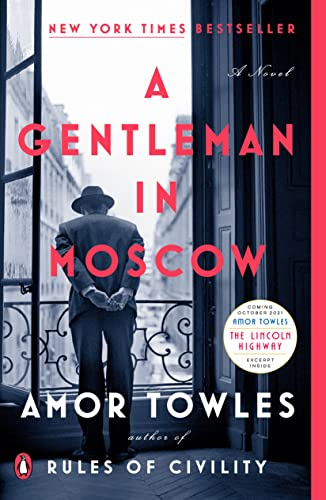 NEW YORK TIMES BESTSELLER
A Novel
A
GENTLEMAN
IN
MOSCOW
COMING
OCTOBER 2021
AMOR TOWLES
THE LINCOLN
HIGHWAY
EXCERPT
INSIDE
AMOR TOWLES
author of
RULES OF CIVILITY